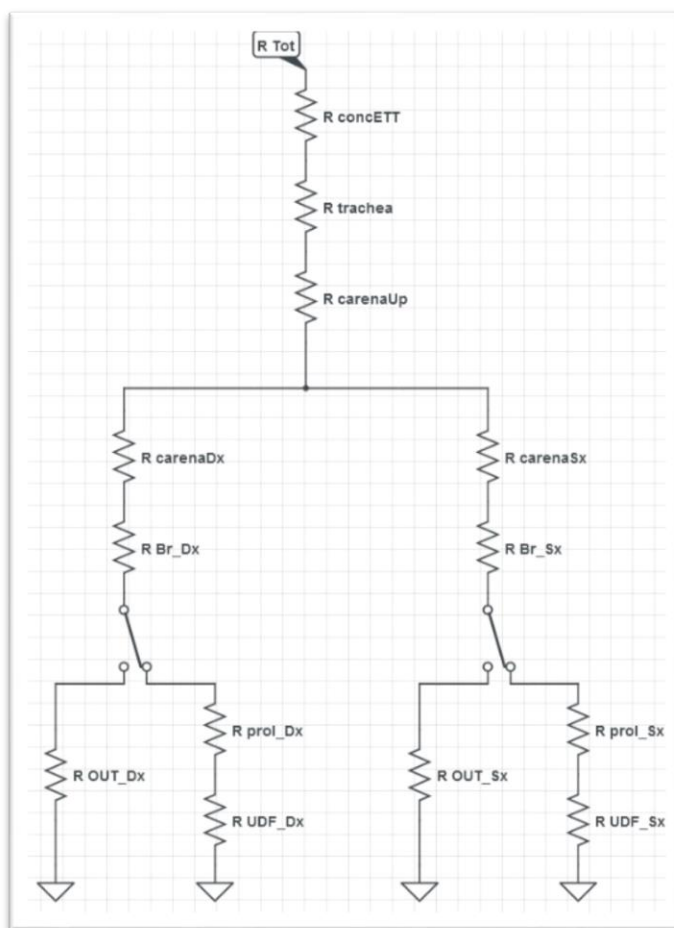 R Tot
R concETT
R trachea
R carenaUp
R carenaDx
R carenaSx
R Br_Dx
R Br_Sx
R prol_Dx
R prol_Sx
R OUT_Dx
R OUT_Sx
R UDF_Dx
R UDF_Sx